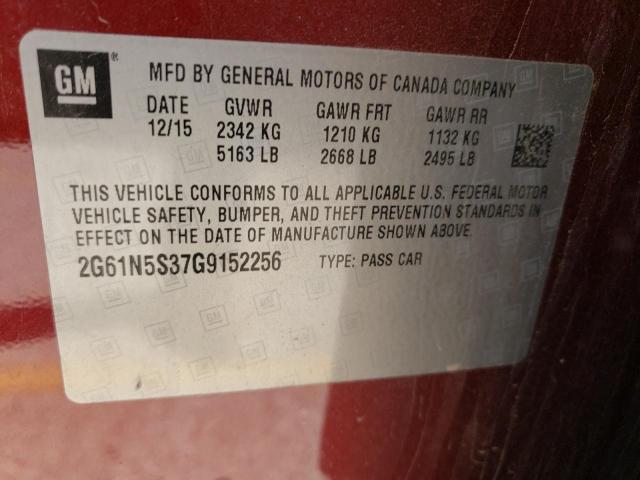 GM ®
MFD BY GENERAL MOTORS OF CANADA COMPANY
DATE GVWR GAWR FRT GAWR RR
12/15 2342 KG 1210 KG 1132 KG
5163 LB 2668 LB 2495 LB
THIS VEHICLE CONFORMS TO ALL APPLICABLE U.S. FEDERAL MOTOR
VEHICLE SAFETY, BUMPER, AND THEFT PREVENTION STANDARDS IN
EFFECT ON THE DATE OF MANUFACTURE SHOWN ABOVE.
2G61N5S37G9152256 TYPE: PASS CAR